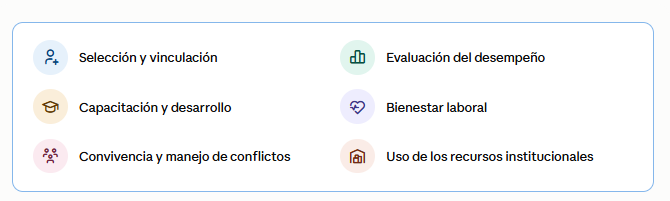 Selección y vinculación
Evaluación del desempeño
Capacitación y desarrollo
Bienestar laboral
Convivencia y manejo de conflictos
Uso de los recursos institucionales